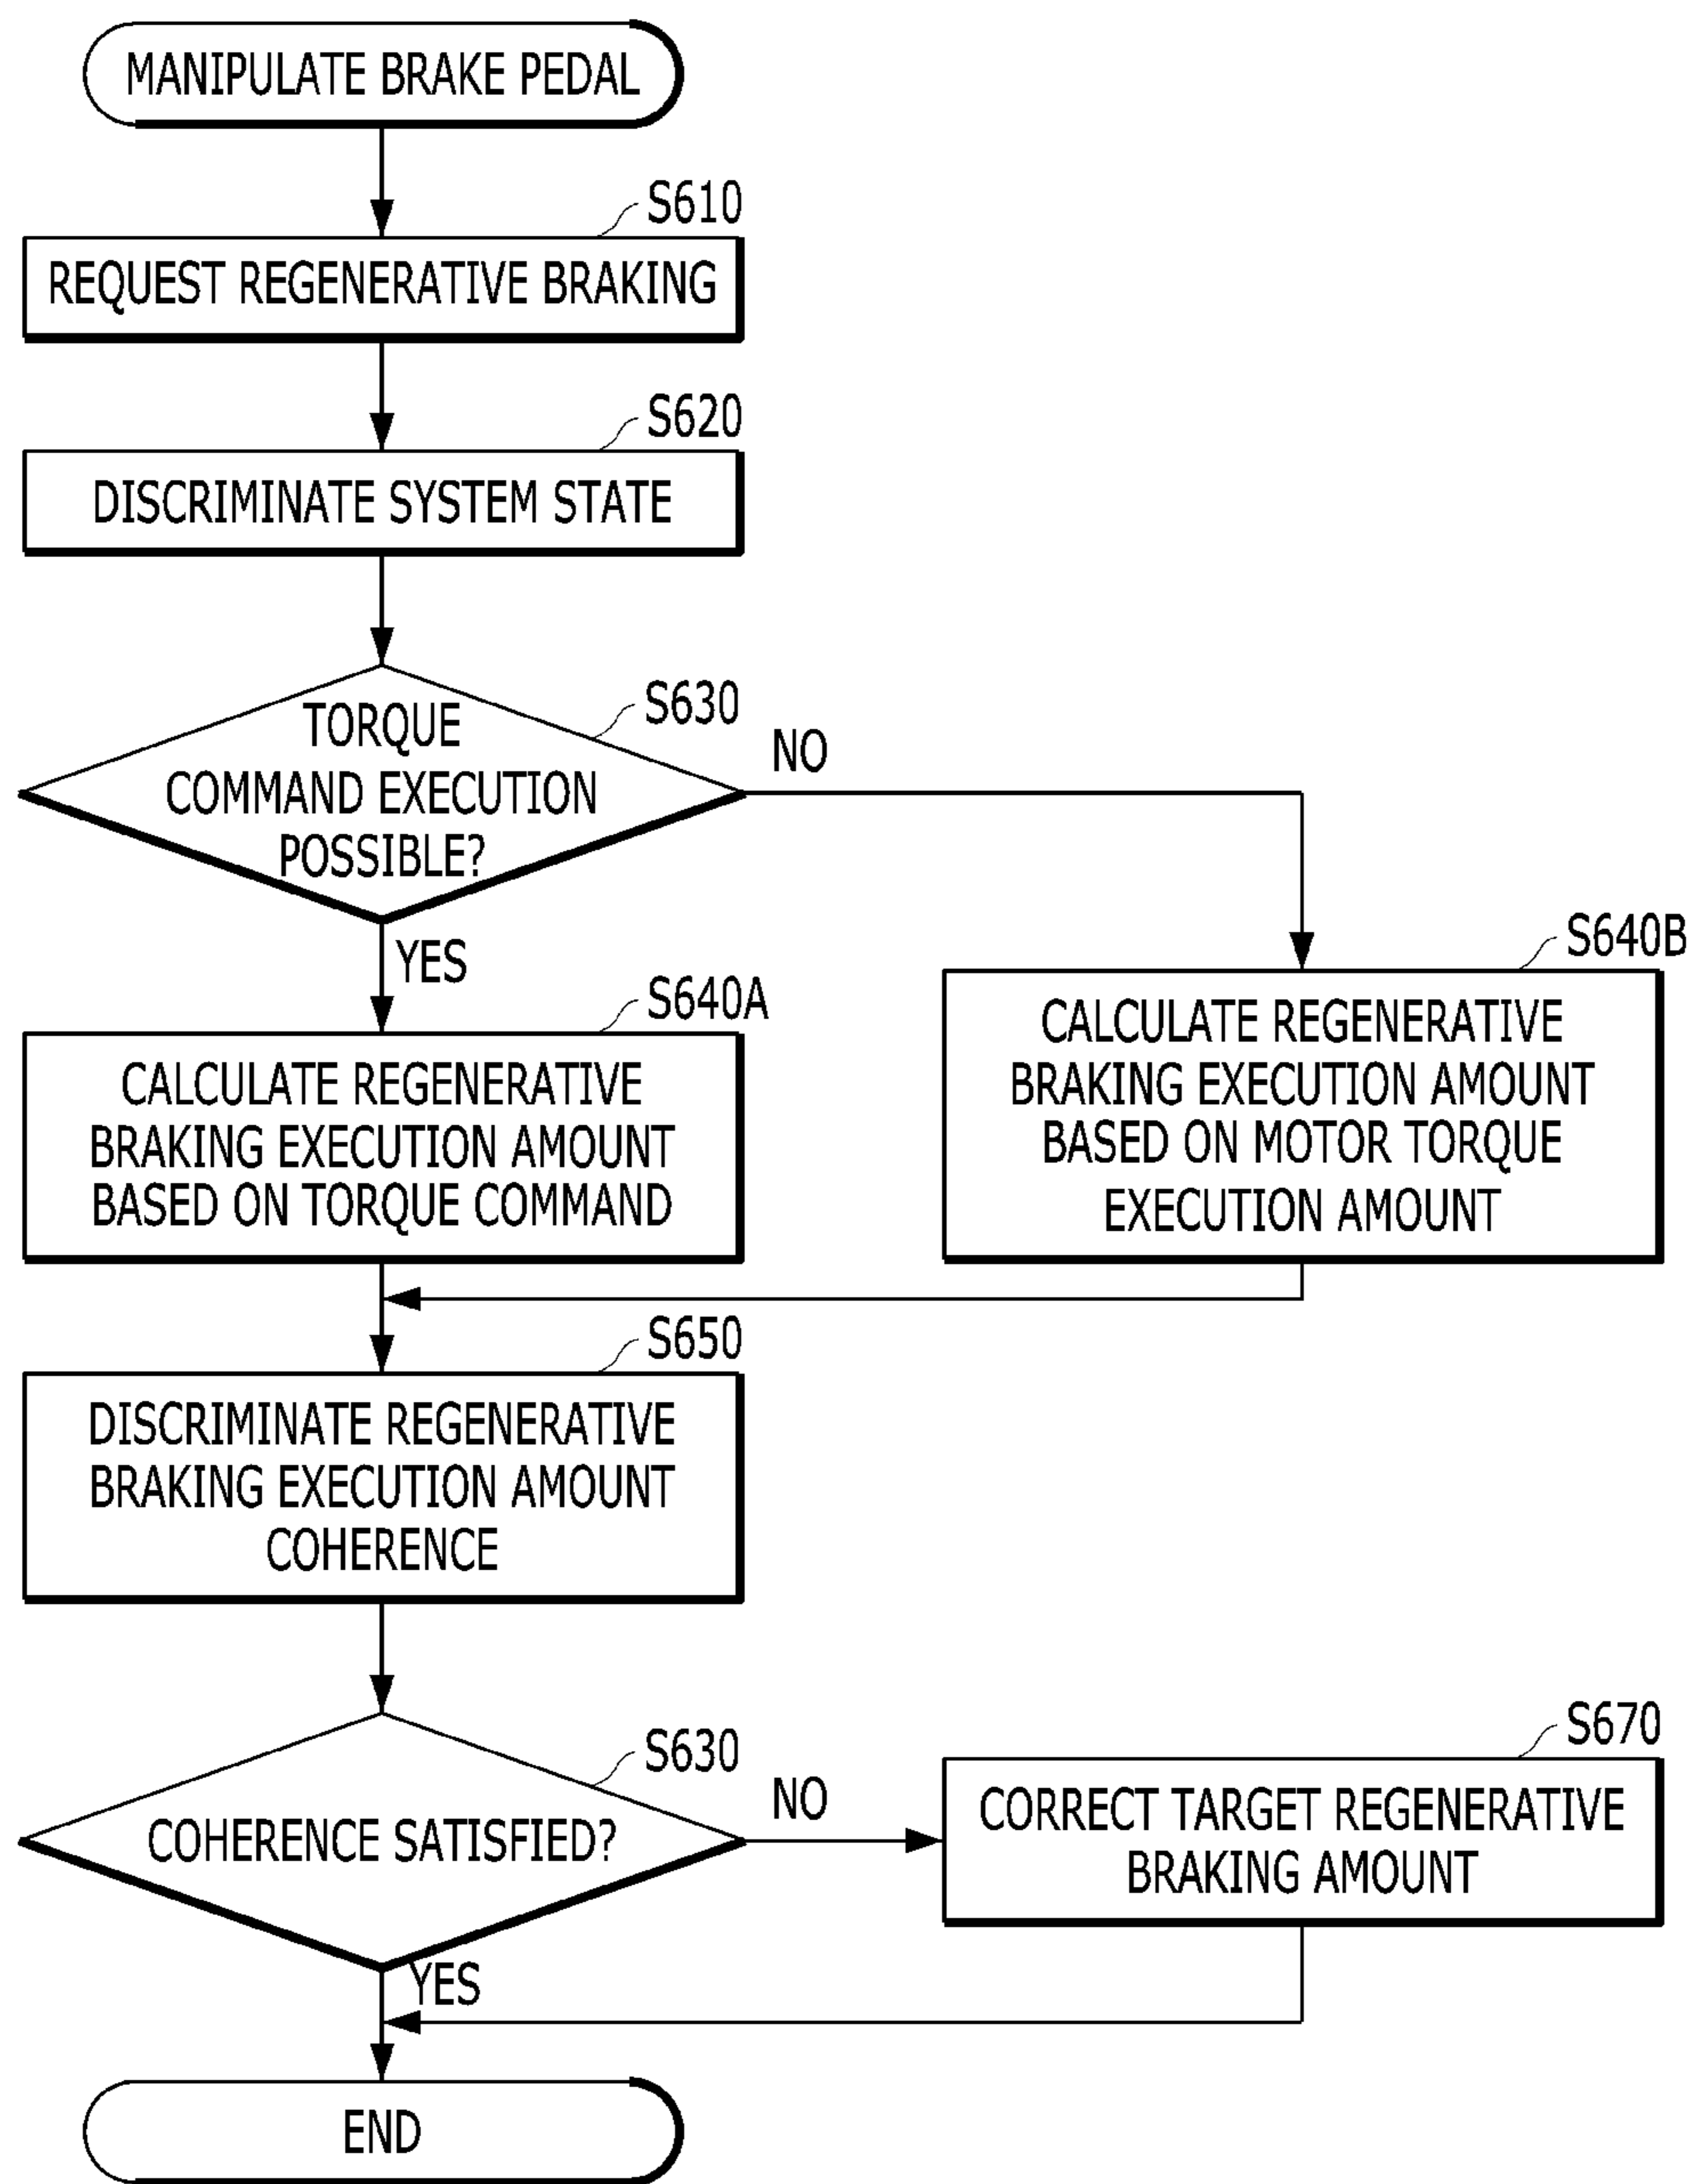 MANIPULATE BRAKE PEDAL
S610
REQUEST REGENERATIVE BRAKING
S620
DISCRIMINATE SYSTEM STATE
S630
TORQUE
COMMAND EXECUTION
POSSIBLE?
NO
YES
S640A
CALCULATE REGENERATIVE
BRAKING EXECUTION AMOUNT
BASED ON TORQUE COMMAND
S640B
CALCULATE REGENERATIVE
BRAKING EXECUTION AMOUNT
BASED ON MOTOR TORQUE
EXECUTION AMOUNT
S650
DISCRIMINATE REGENERATIVE
BRAKING EXECUTION AMOUNT
COHERENCE
S630
COHERENCE SATISFIED?
NO
S670
CORRECT TARGET REGENERATIVE
BRAKING AMOUNT
YES
END